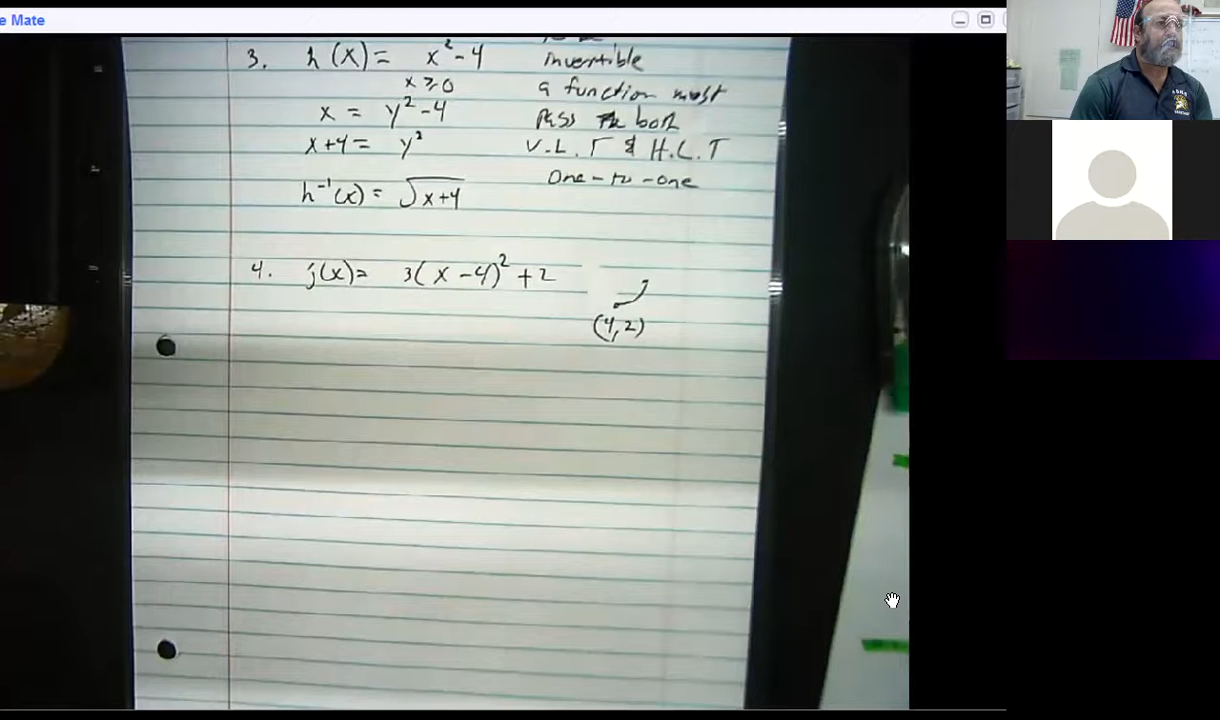 e Mate
3. h(x) = x² - 4
x ≥ 0
x = y² - 4
x + 4 = y²
h⁻¹(x) = √x+4
invertible
a function must
pass both
V.L.T & H.L.T
one-to-one
4. j(x) = 3(x - 4)² + 2
(4, 2)